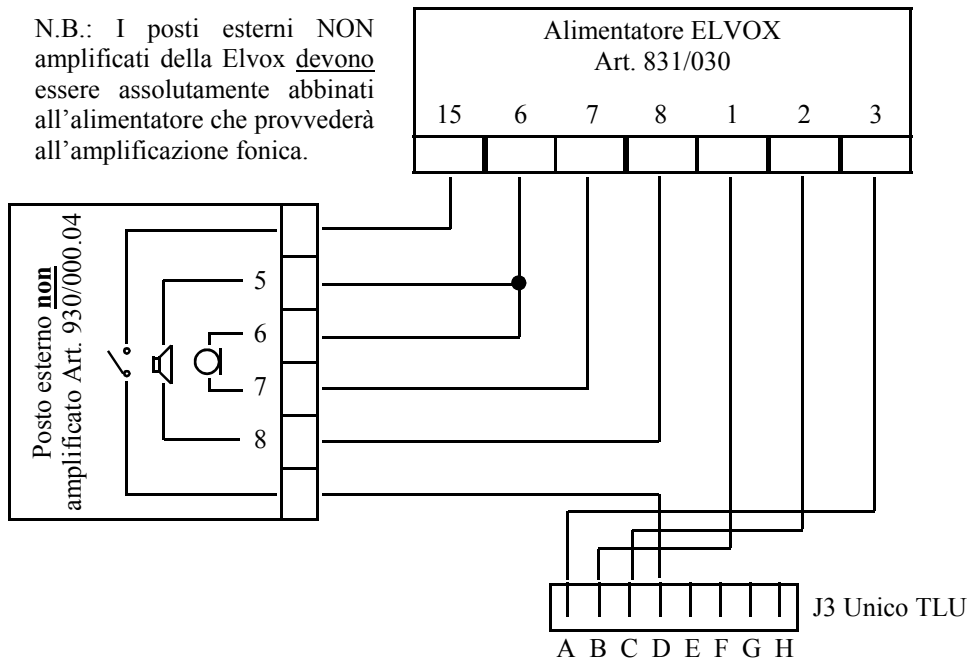 N.B.: I posti esterni NON
amplificati della Elvox devono
essere assolutamente abbinati
all'alimentatore che provvederà
all'amplificazione fonica.
Alimentatore ELVOX
Art. 831/030
15 6 7 8 1 2 3
Posto esterno non
amplificato Art. 930/000.04
5
6
7
8
J3 Unico TLU
A B C D E F G H